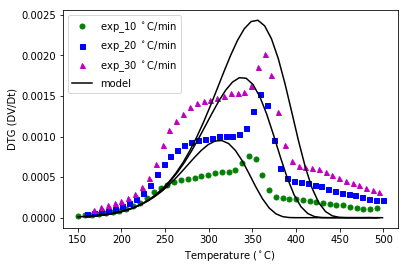 0.0025
0.0020
0.0015
0.0010
0.0005
0.0000
DTG (DV/Dt)
exp_10 °C/min
exp_20 °C/min
exp_30 °C/min
model
150 200 250 300 350 400 450 500
Temperature (°C)